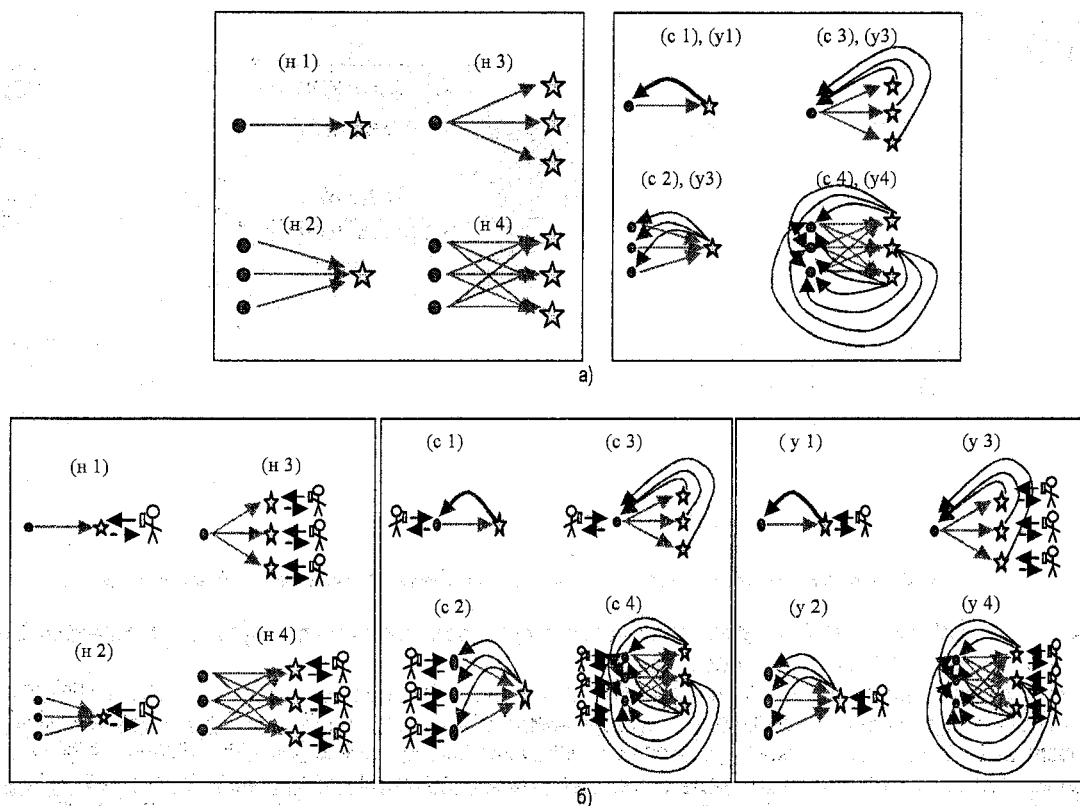 (н 1) (н 3)
(н 2) (н 4)
(с 1), (у1) (с 3), (у3)
(с 2), (у3) (с 4), (у4)
а)
(н 1) (н 3)
(н 2) (н 4)
(с 1) (с 3)
(с 2) (с 4)
(у 1) (у 3)
(у 2) (у 4)
б)